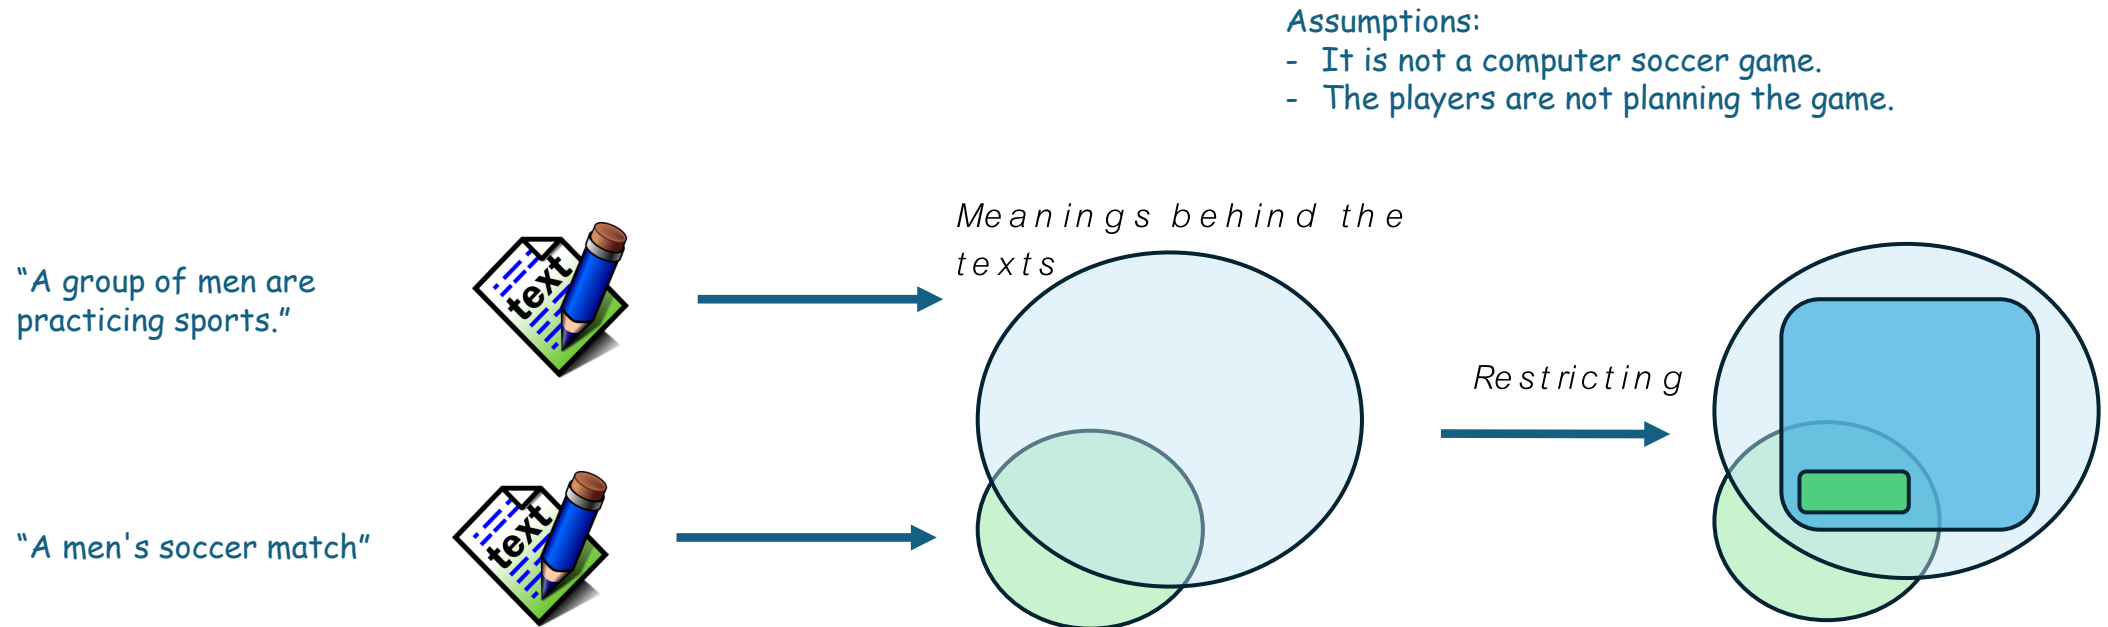 Assumptions:
- It is not a computer soccer game.
- The players are not planning the game.
Meanings behind the
texts
“A group of men are
practicing sports.”
text
Restricting
“A men's soccer match”
text